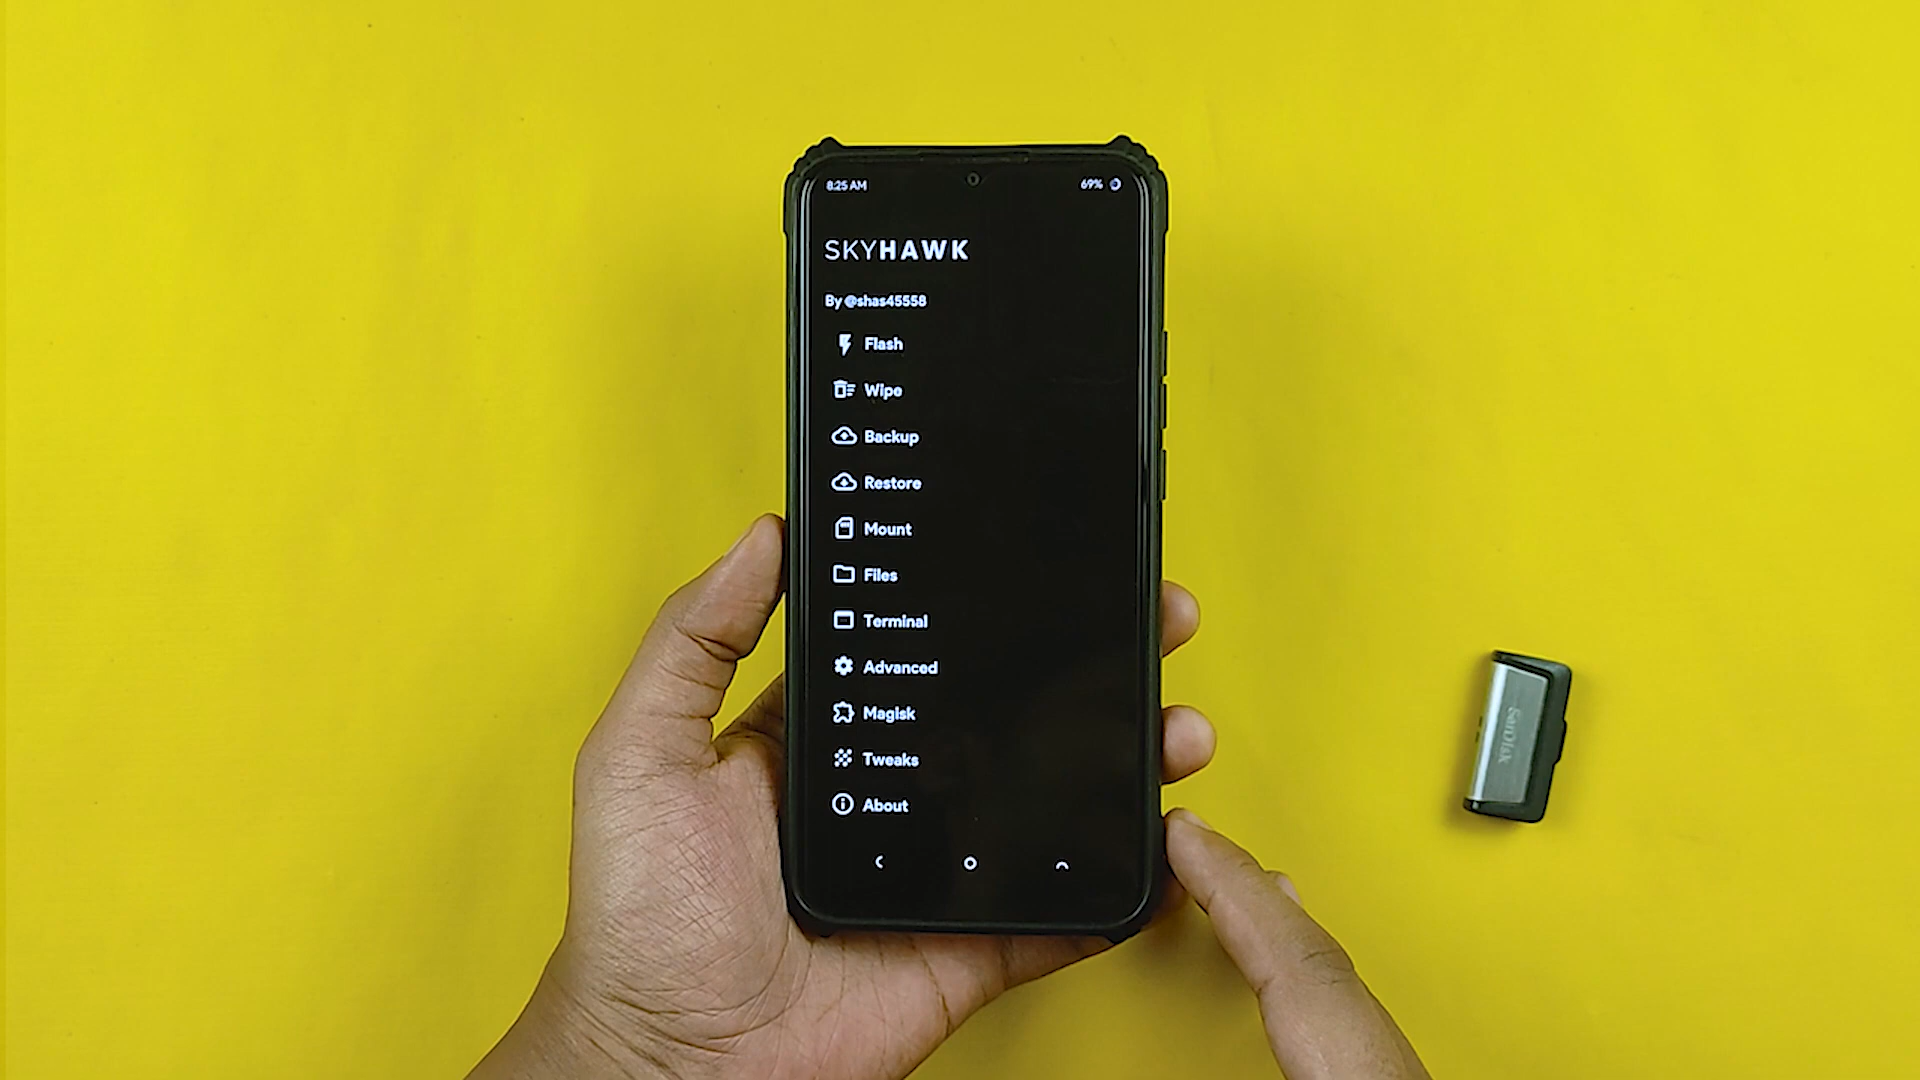 8:25 AM
69%
SKYHAWK
By @shas45558
Flash
Wipe
Backup
Restore
Mount
Files
Terminal
Advanced
Magisk
Tweaks
About
SanDisk